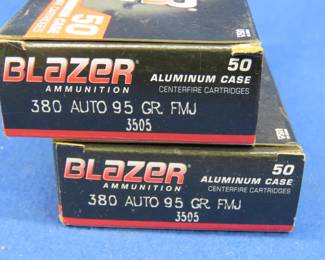 50
BLAZER
AMMUNITION
50
ALUMINUM CASE
CENTERFIRE CARTRIDGES
380 AUTO 95 GR. FMJ
3505
BLAZER
AMMUNITION
50
ALUMINUM CASE
CENTERFIRE CARTRIDGES
380 AUTO 95 GR. FMJ
3505